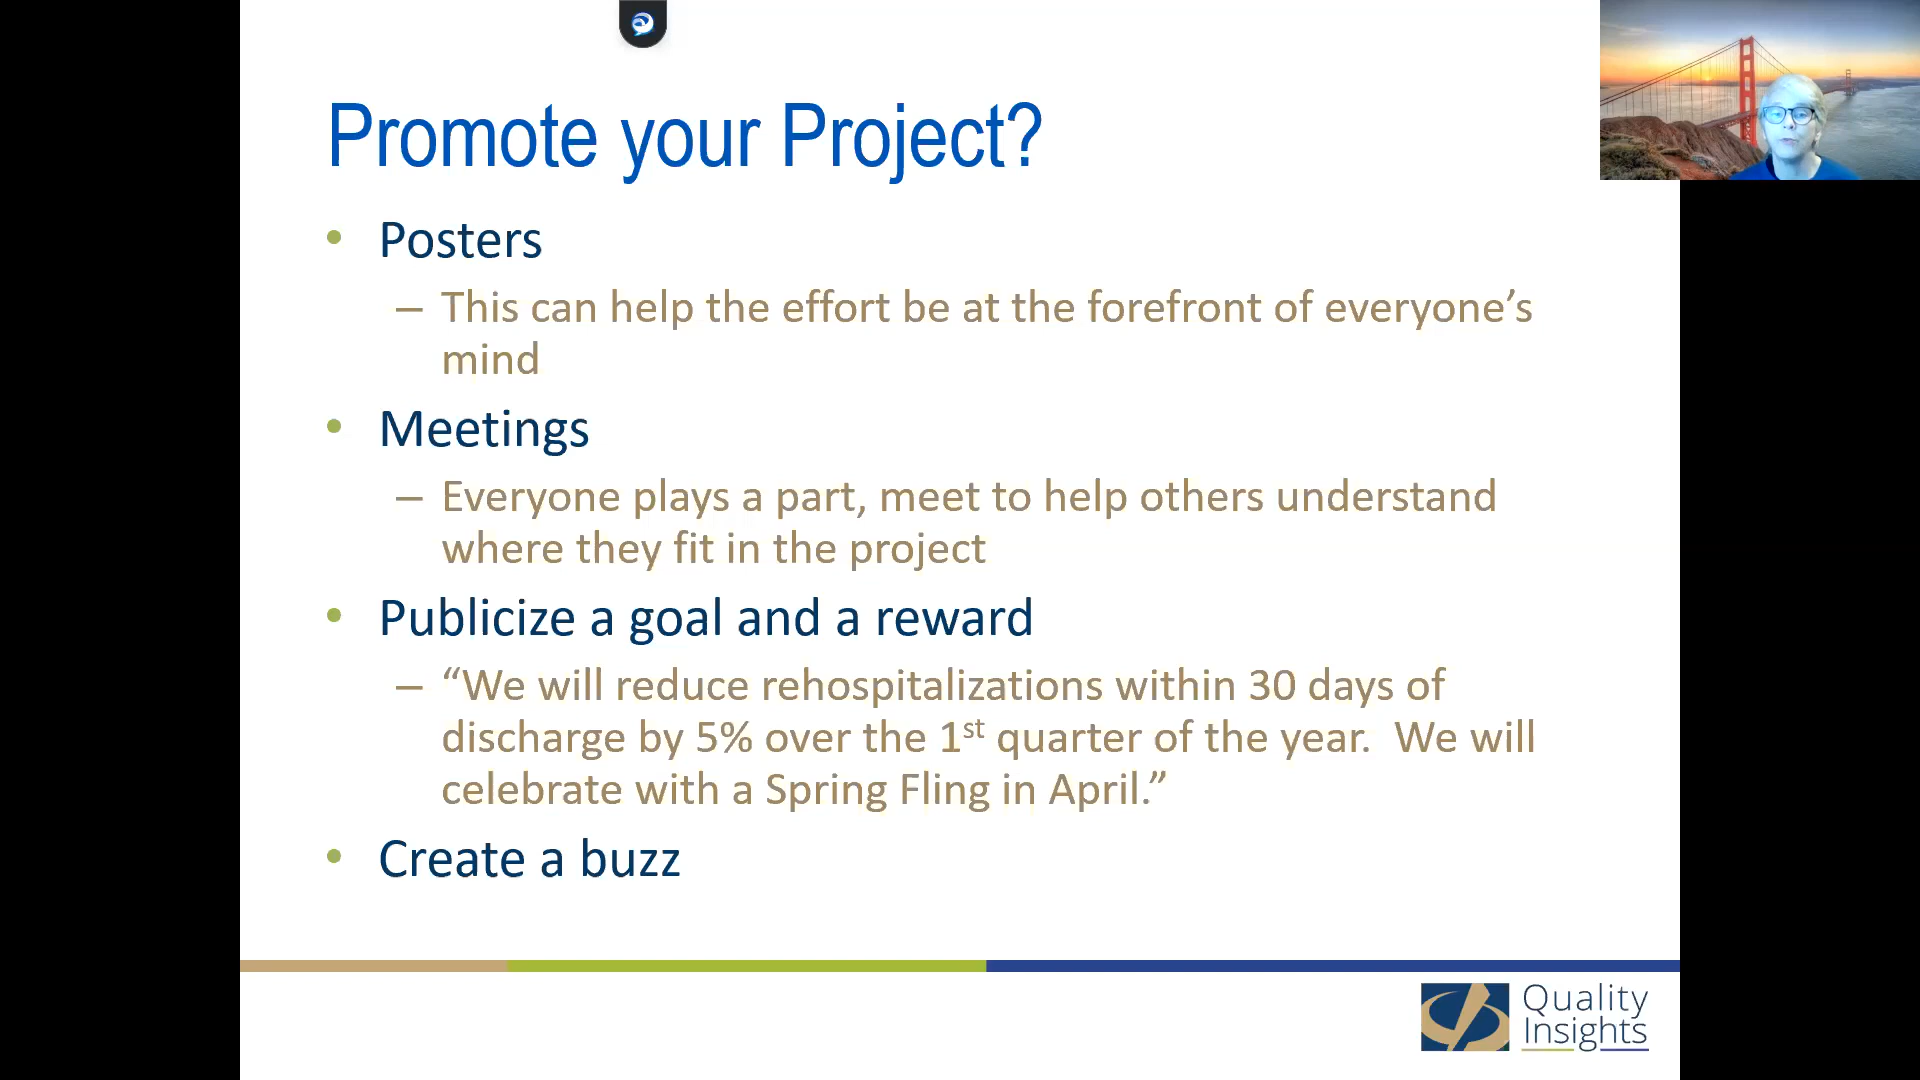 Promote your Project?
• Posters
– This can help the effort be at the forefront of everyone’s
mind
• Meetings
– Everyone plays a part, meet to help others understand
where they fit in the project
• Publicize a goal and a reward
– “We will reduce rehospitalizations within 30 days of
discharge by 5% over the 1st quarter of the year.  We will
celebrate with a Spring Fling in April.”
• Create a buzz
Quality
Insights